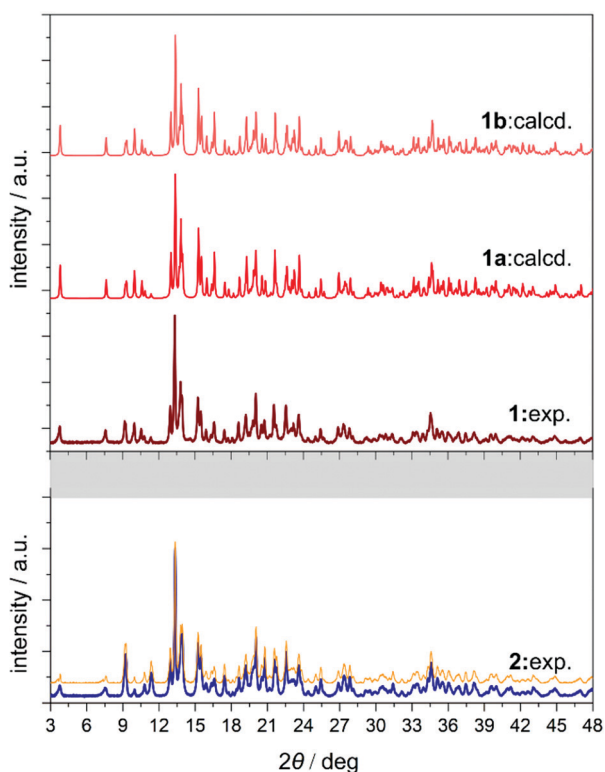 intensity / a.u.
1b:calcd.
1a:calcd.
1:exp.
intensity / a.u.
2:exp.
3 6 9 12 15 18 21 24 27 30 33 36 39 42 45 48
2θ / deg